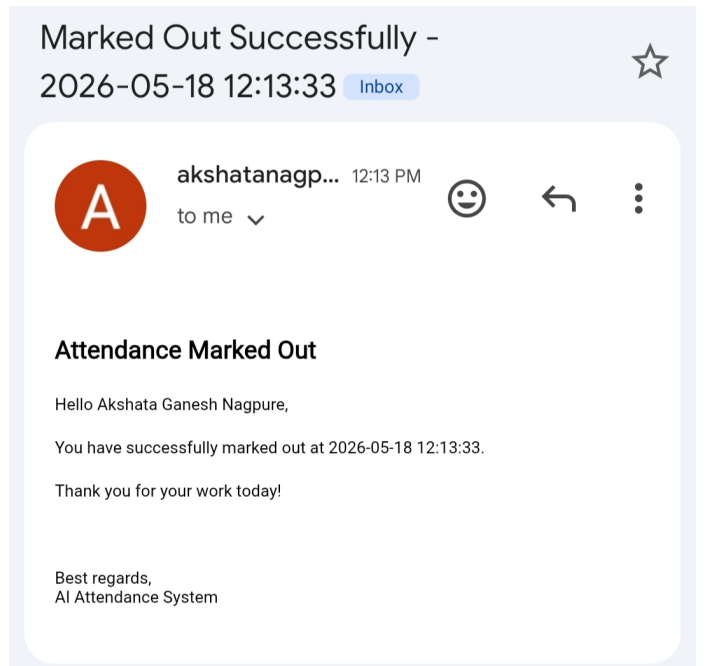 Marked Out Successfully -
2026-05-18 12:13:33 Inbox
A
akshatanagp... 12:13 PM
to me
Attendance Marked Out
Hello Akshata Ganesh Nagpure,
You have successfully marked out at 2026-05-18 12:13:33.
Thank you for your work today!
Best regards,
AI Attendance System